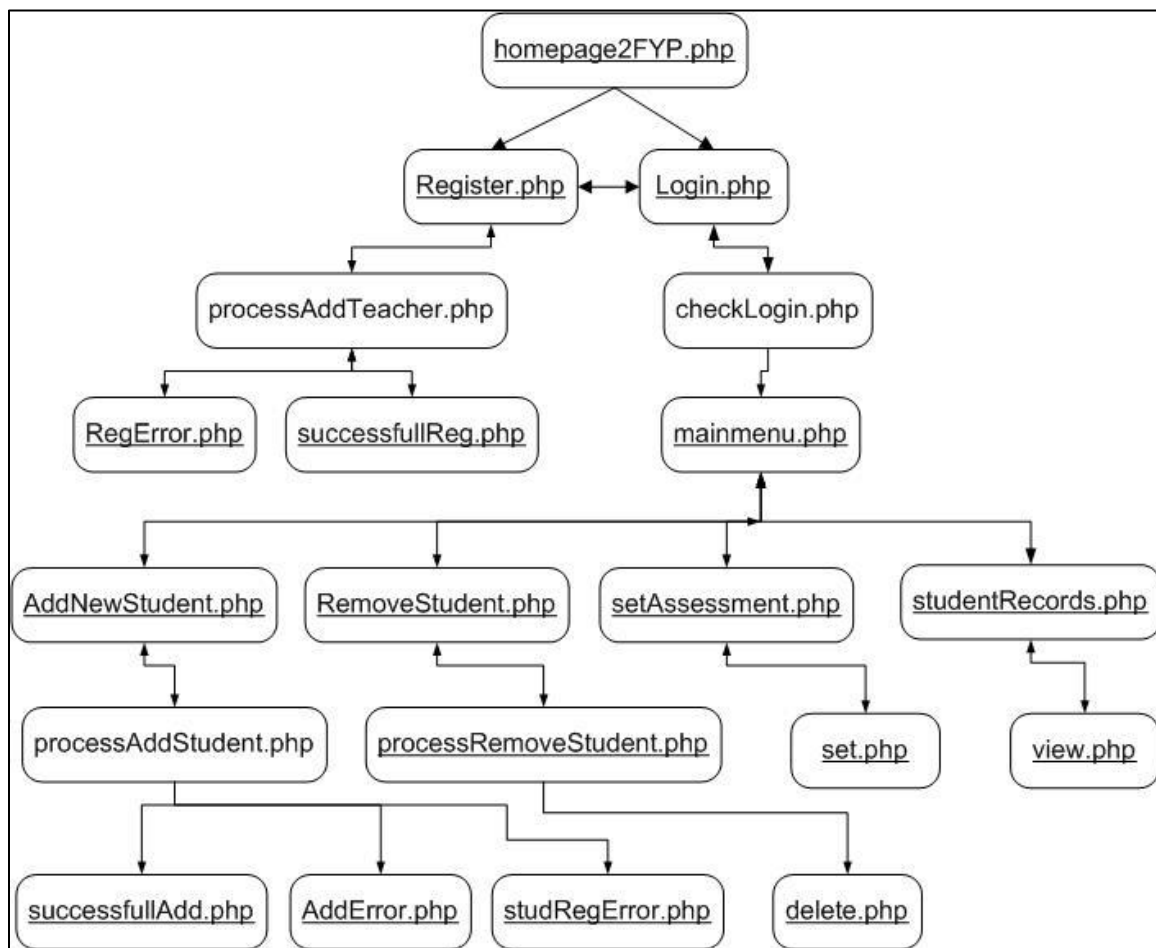 homepage2FYP.php
Register.php
Login.php
processAddTeacher.php
checkLogin.php
RegError.php
successfullReg.php
mainmenu.php
AddNewStudent.php
RemoveStudent.php
setAssessment.php
studentRecords.php
processAddStudent.php
processRemoveStudent.php
set.php
view.php
successfullAdd.php
AddError.php
studRegError.php
delete.php